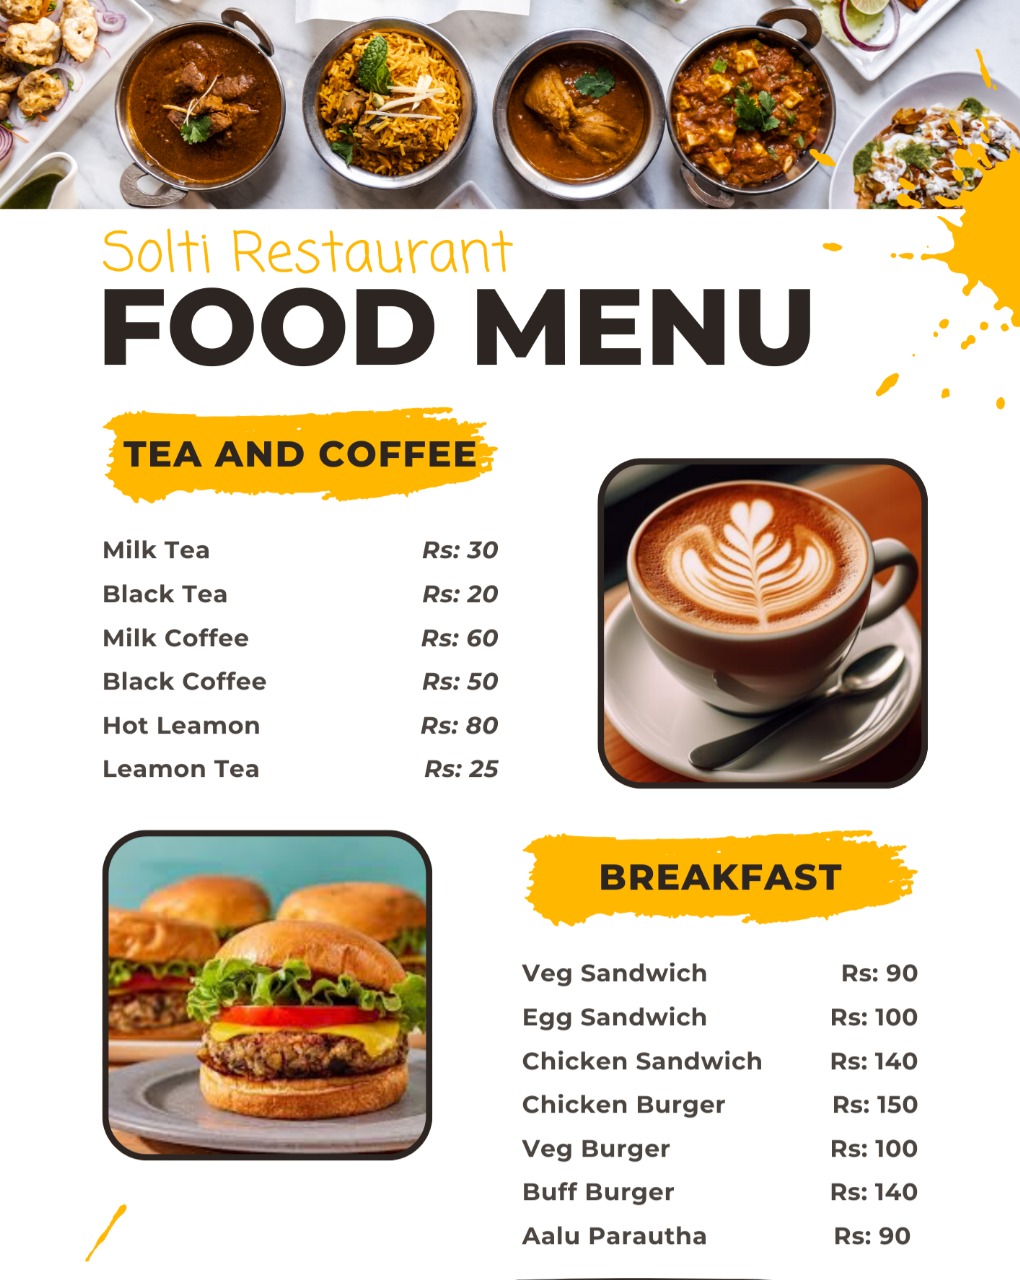 Solti Restaurant
FOOD MENU
TEA AND COFFEE
Milk Tea Rs: 30
Black Tea Rs: 20
Milk Coffee Rs: 60
Black Coffee Rs: 50
Hot Leamon Rs: 80
Leamon Tea Rs: 25
BREAKFAST
Veg Sandwich Rs: 90
Egg Sandwich Rs: 100
Chicken Sandwich Rs: 140
Chicken Burger Rs: 150
Veg Burger Rs: 100
Buff Burger Rs: 140
Aalu Parautha Rs: 90